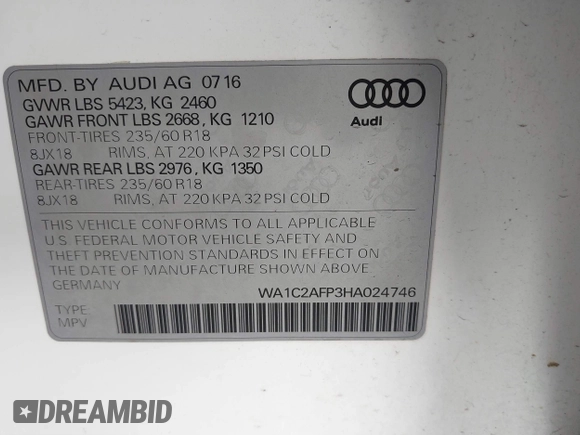 MFD. BY AUDI AG 07 16
GVWR LBS 5423, KG 2460
GAWR FRONT LBS 2668, KG 1210
FRONT-TIRES 235/60 R18
8JX18 RIMS, AT 220 KPA 32 PSI COLD
GAWR REAR LBS 2976, KG 1350
REAR-TIRES 235/60 R18
8JX18 RIMS, AT 220 KPA 32 PSI COLD
Audi
THIS VEHICLE CONFORMS TO ALL APPLICABLE
U.S. FEDERAL MOTOR VEHICLE SAFETY AND
THEFT PREVENTION STANDARDS IN EFFECT ON
THE DATE OF MANUFACTURE SHOWN ABOVE.
GERMANY
WA1C2AFP3HA024746
TYPE:
MPV
DREAMBID